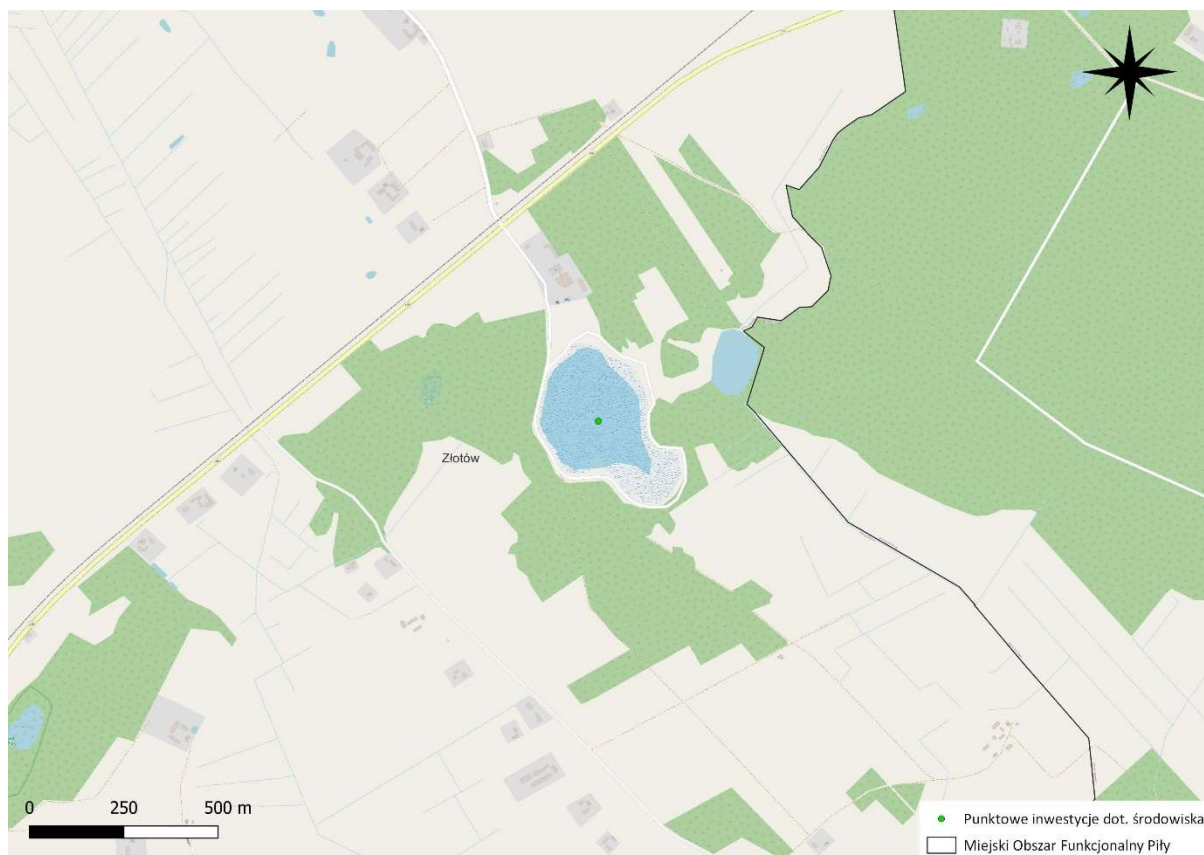 Złotów
0 250 500 m
Punktowe inwestycje dot. środowiska
Miejski Obszar Funkcjonalny Piły